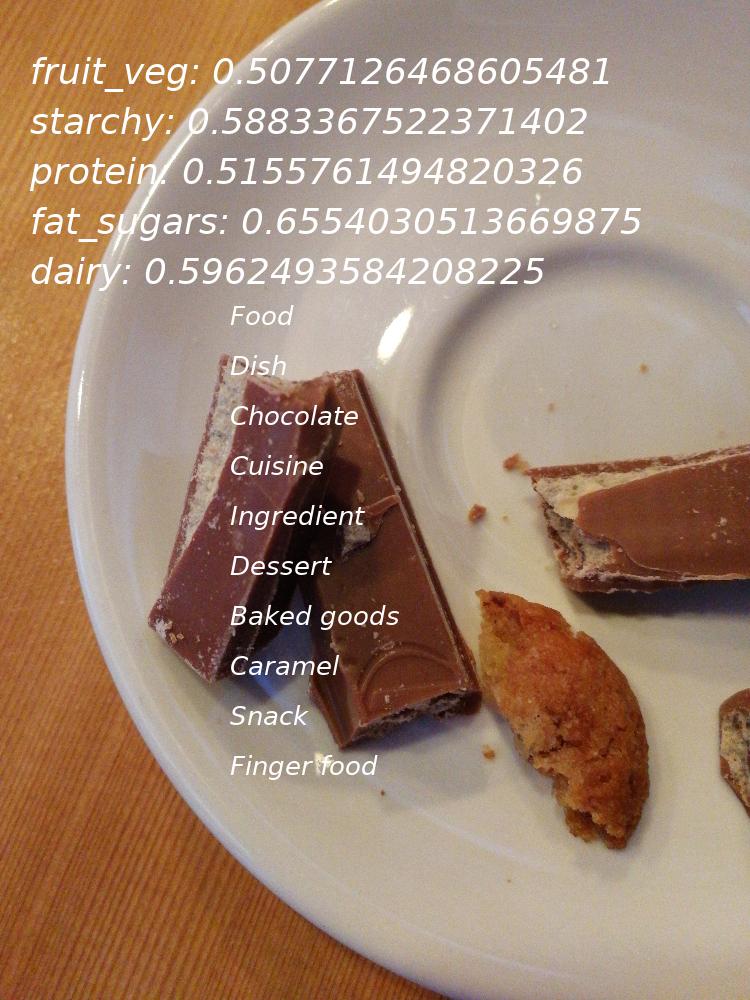 fruit_veg: 0.5077126468605481
starchy: 0.5883367522371402
protein: 0.5155761494820326
fat_sugars: 0.6554030513669875
dairy: 0.5962493584208225
Food
Dish
Chocolate
Cuisine
Ingredient
Dessert
Baked goods
Caramel
Snack
Finger food